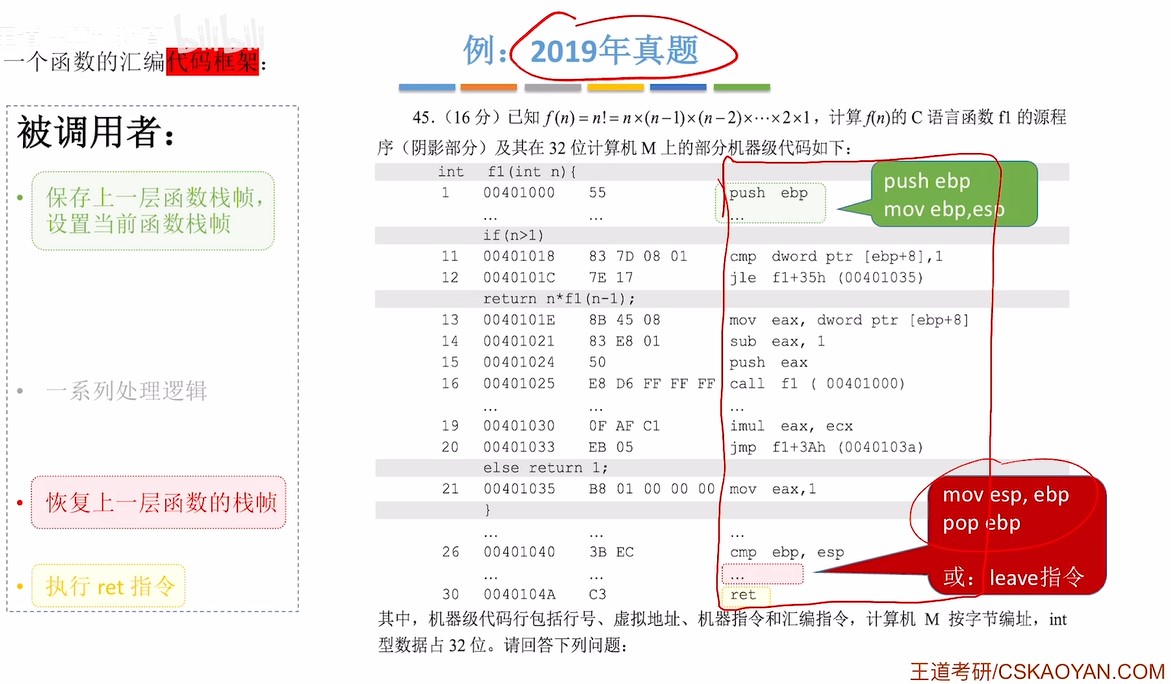 一个函数的汇编代码框架：
被调用者：
• 保存上一层函数栈帧，
设置当前函数栈帧
• 一系列处理逻辑
• 恢复上一层函数的栈帧
• 执行 ret 指令
例：2019年真题
45.（16 分）已知 f(n) = n! = n×(n−1)×(n−2)×⋯×2×1，计算 f(n)的 C 语言函数 f1 的源程
序（阴影部分）及其在 32 位计算机 M 上的部分机器级代码如下：
int f1(int n){
1 00401000 55 push ebp
… … …
if(n>1)
11 00401018 83 7D 08 01 cmp dword ptr [ebp+8],1
12 0040101C 7E 17 jle f1+35h (00401035)
return n*f1(n-1);
13 0040101E 8B 45 08 mov eax, dword ptr [ebp+8]
14 00401021 83 E8 01 sub eax, 1
15 00401024 50 push eax
16 00401025 E8 D6 FF FF FF call f1 ( 00401000)
… … …
19 00401030 0F AF C1 imul eax, ecx
20 00401033 EB 05 jmp f1+3Ah (0040103a)
else return 1;
21 00401035 B8 01 00 00 00 mov eax,1
}
… … …
26 00401040 3B EC cmp ebp, esp
… … …
30 0040104A C3 ret
push ebp
mov ebp,esp
mov esp, ebp
pop ebp
或：leave指令
其中，机器级代码行包括行号、虚拟地址、机器指令和汇编指令，计算机 M 按字节编址，int
型数据占 32 位。请回答下列问题：
王道考研/CSKAOYAN.COM
bilibili